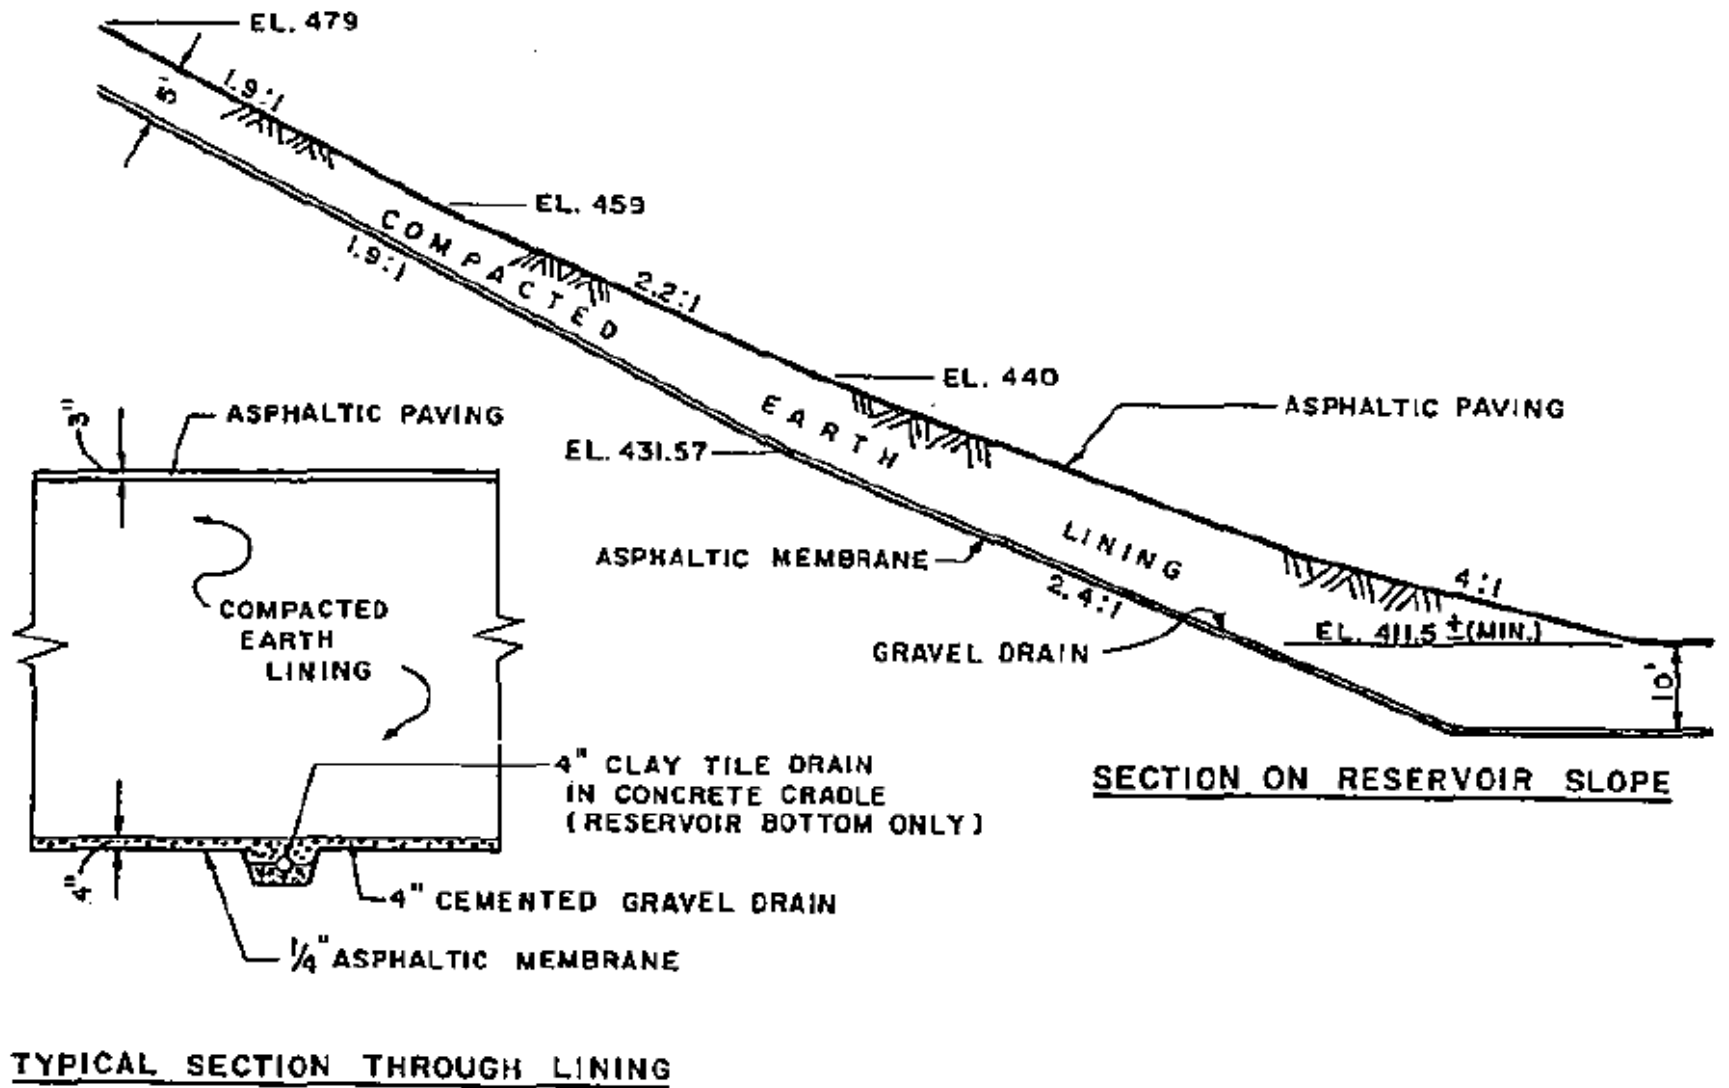 EL. 479
1.9:1
5'
EL. 459
COMPACTED
1.9:1
2.2:1
EL. 440
EARTH
ASPHALTIC PAVING
EL. 431.57
LINING
ASPHALTIC MEMBRANE
2.4:1
4:1
EL. 411.5 ±(MIN.)
GRAVEL DRAIN
10'
SECTION ON RESERVOIR SLOPE
3"
ASPHALTIC PAVING
COMPACTED
EARTH
LINING
4" CLAY TILE DRAIN
IN CONCRETE CRADLE
(RESERVOIR BOTTOM ONLY)
4"
4" CEMENTED GRAVEL DRAIN
1/4" ASPHALTIC MEMBRANE
TYPICAL SECTION THROUGH LINING